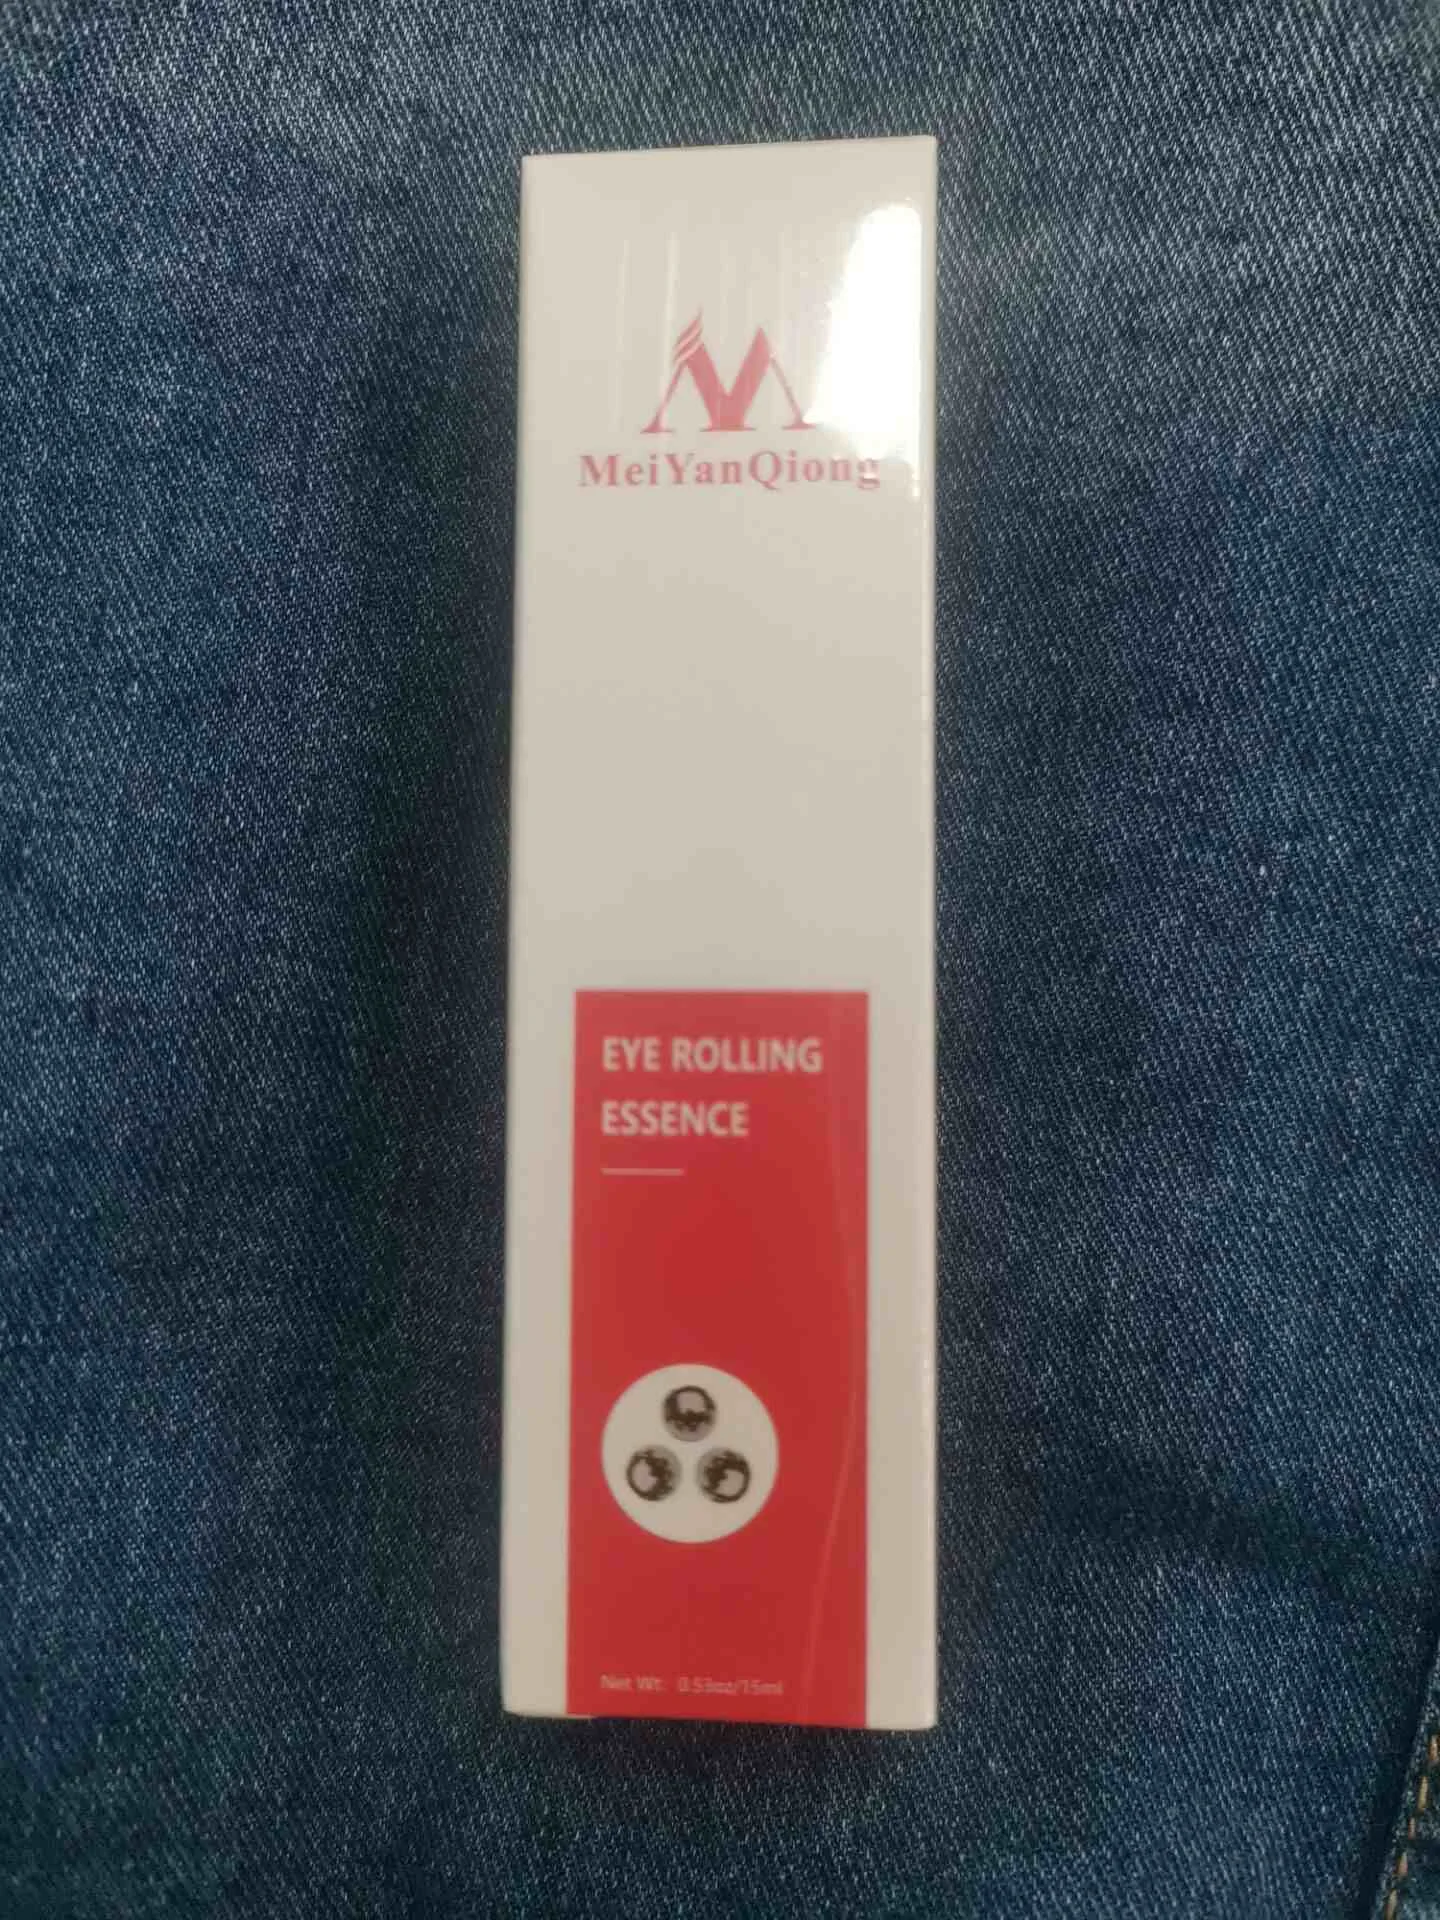 MeiYanQiong
EYE ROLLING
ESSENCE
Net Wt: 0.53oz/15ml